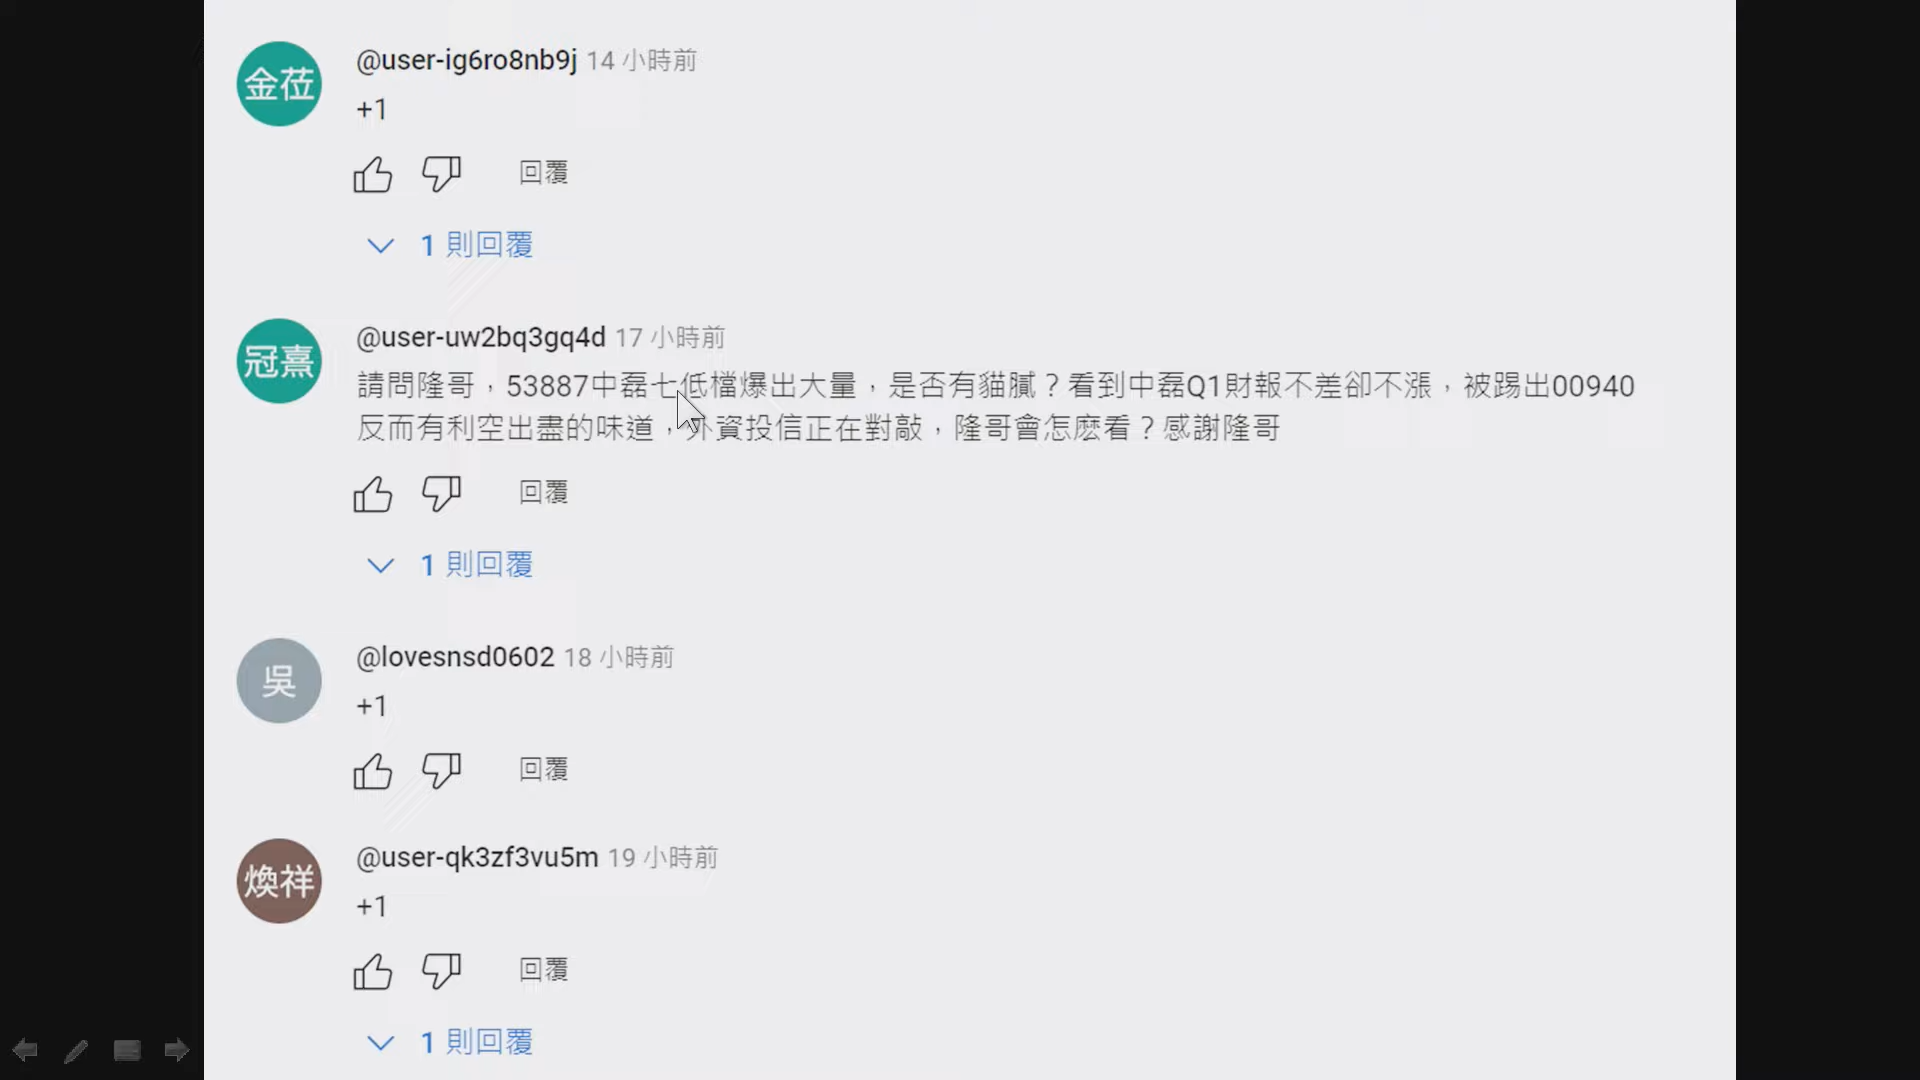 金莅
@user-ig6ro8nb9j 14 小時前
+1
回覆
1 則回覆
冠熹
@user-uw2bq3gq4d 17 小時前
請問隆哥，53887中磊七低檔爆出大量，是否有貓膩？看到中磊Q1財報不差卻不漲，被踢出00940
反而有利空出盡的味道，外資投信正在對敲，隆哥會怎麽看？感謝隆哥
回覆
1 則回覆
吳
@lovesnsd0602 18 小時前
+1
回覆
煥祥
@user-qk3zf3vu5m 19 小時前
+1
回覆
1 則回覆